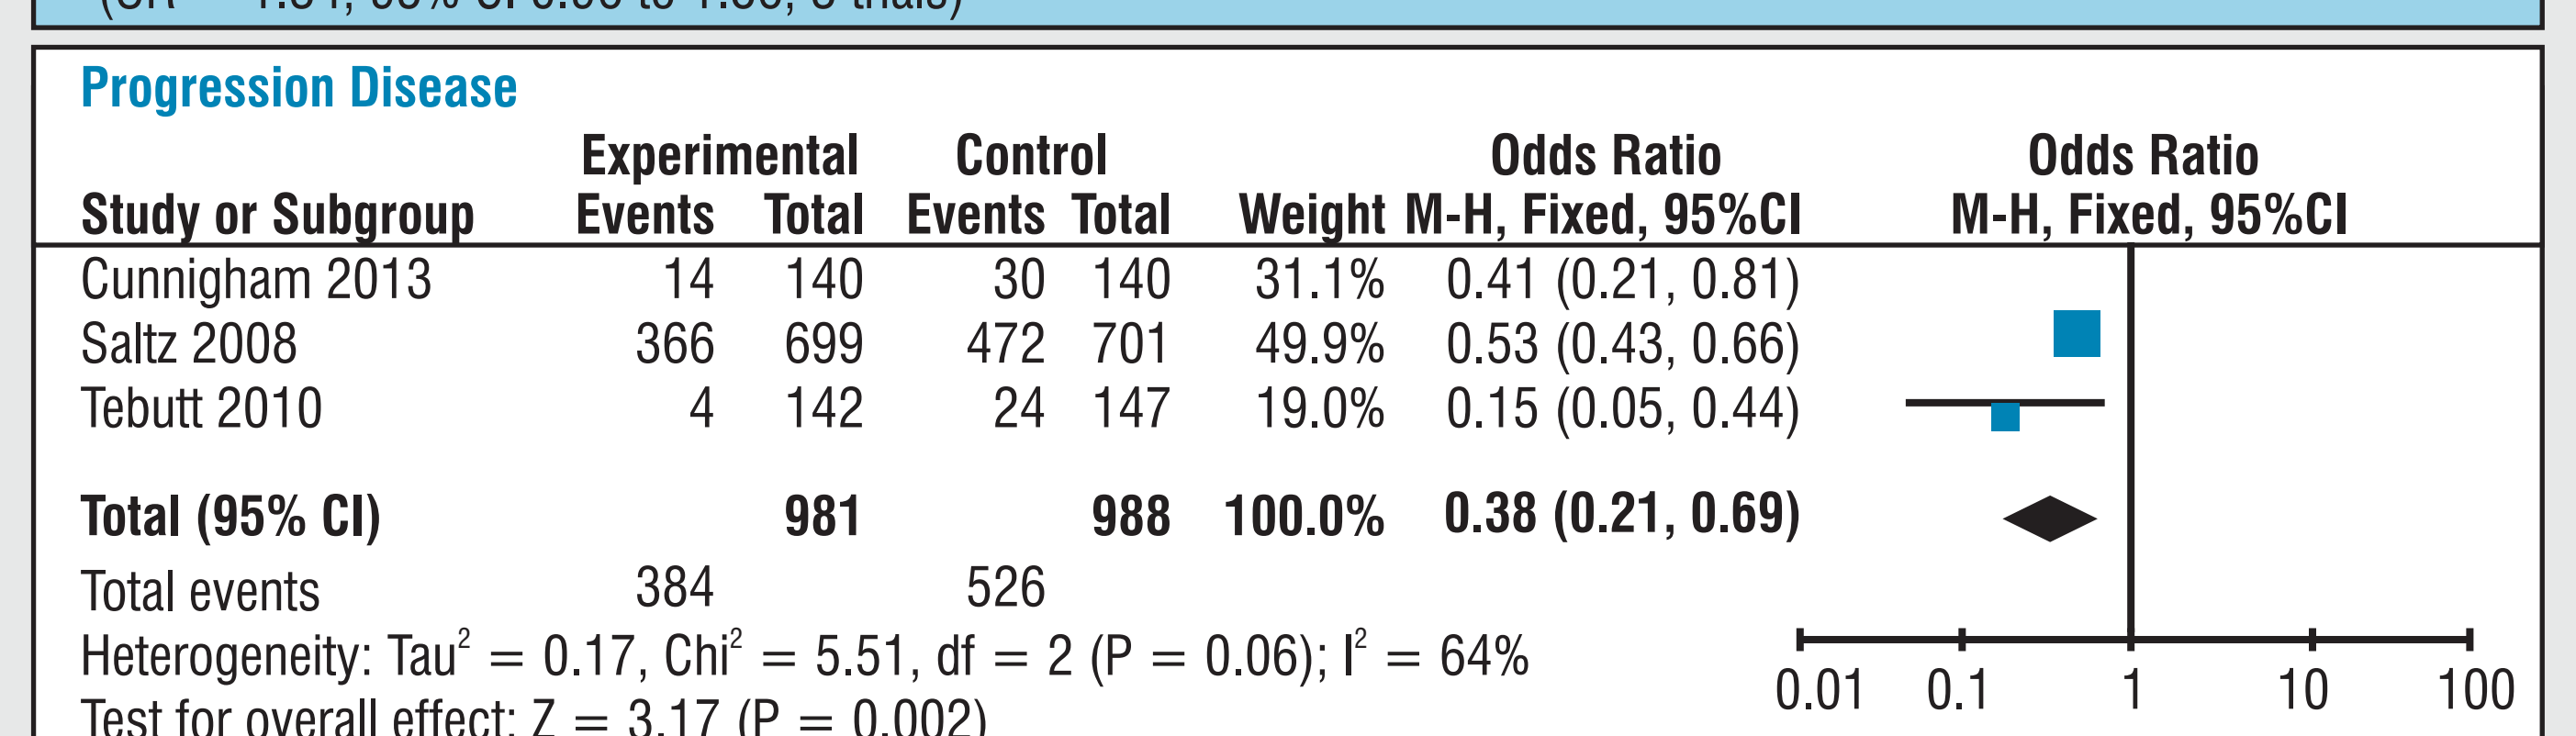 trials)
Progression Disease
Experimental Control Odds Ratio Odds Ratio
Study or Subgroup Events Total Events Total Weight M-H, Fixed, 95%CI M-H, Fixed, 95%CI
Cunnigham 2013 14 140 30 140 31.1% 0.41 (0.21, 0.81)
Saltz 2008 366 699 472 701 49.9% 0.53 (0.43, 0.66)
Tebutt 2010 4 142 24 147 19.0% 0.15 (0.05, 0.44)
Total (95% CI) 981 988 100.0% 0.38 (0.21, 0.69)
Total events 384 526
Heterogeneity: Tau² = 0.17, Chi² = 5.51, df = 2 (P = 0.06); I² = 64%
Test for overall effect: Z = 3.17 (P = 0.002)
0.01 0.1 1 10 100